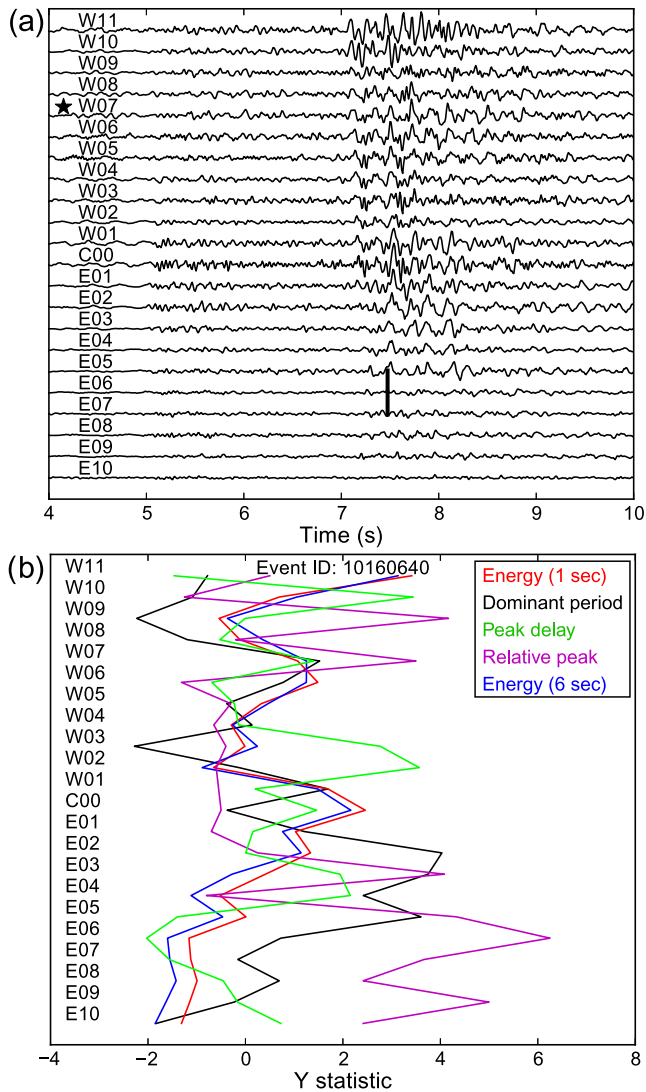 (a)
W11
W10
W09
W08
★ W07
W06
W05
W04
W03
W02
W01
C00
E01
E02
E03
E04
E05
E06
E07
E08
E09
E10
4 5 6 7 8 9 10
Time (s)
(b)
Event ID: 10160640
W11
W10
W09
W08
W07
W06
W05
W04
W03
W02
W01
C00
E01
E02
E03
E04
E05
E06
E07
E08
E09
E10
Energy (1 sec)
Dominant period
Peak delay
Relative peak
Energy (6 sec)
−4 −2 0 2 4 6 8
Y statistic